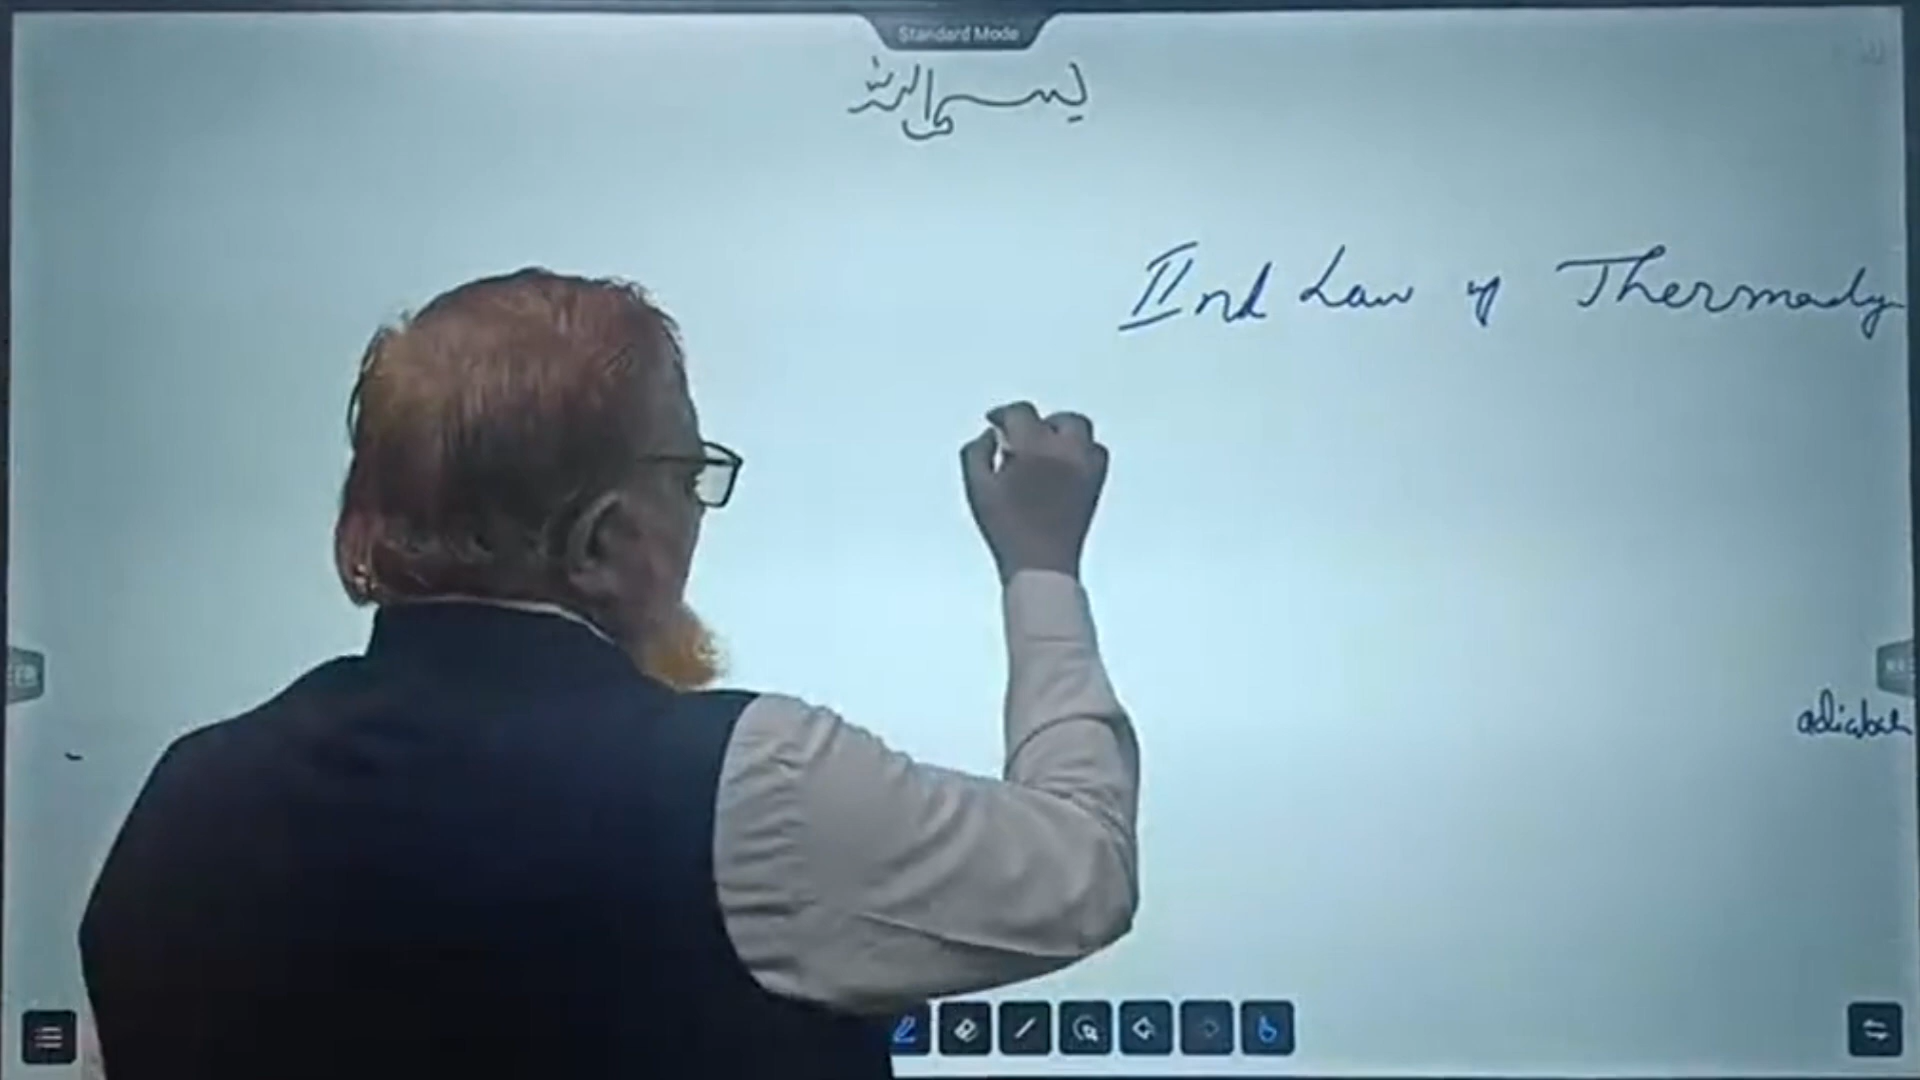 Standard Mode
بسم الله
IInd Law of Thermody
adiabat